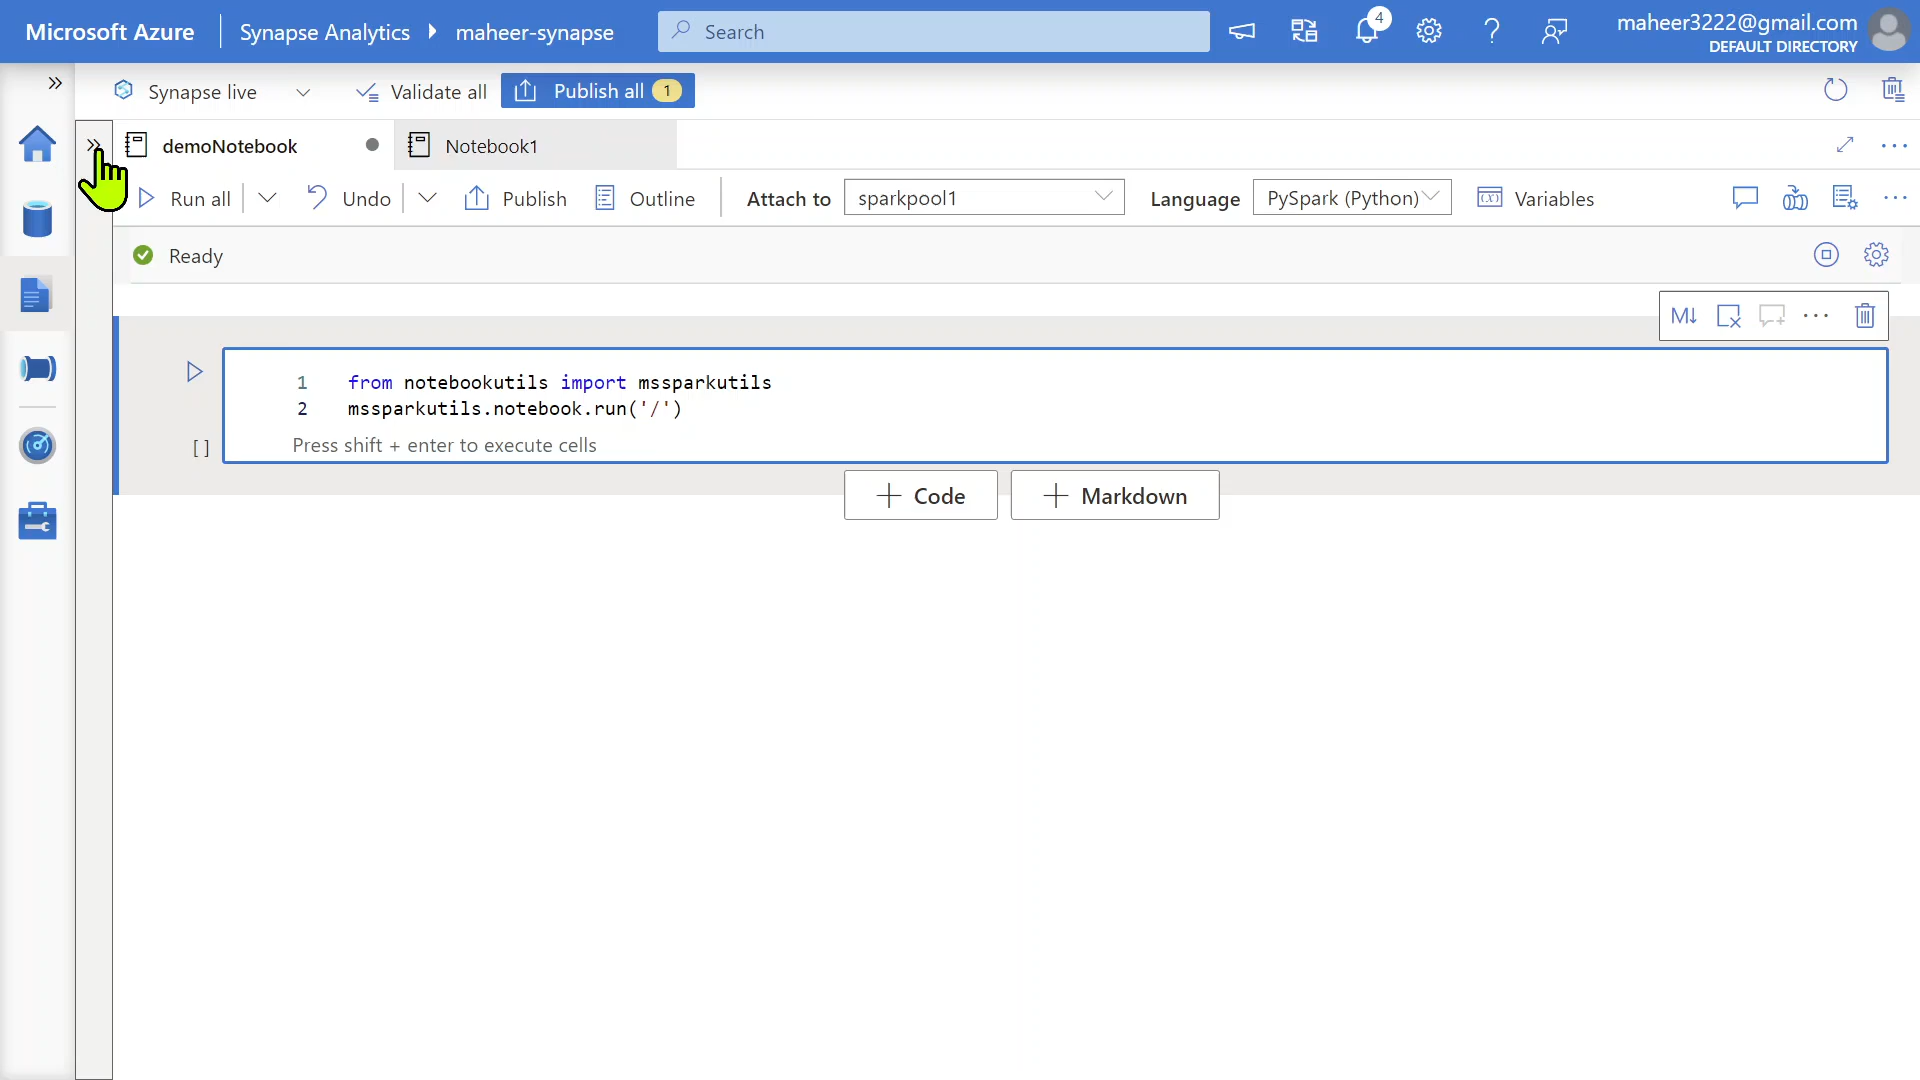 Microsoft Azure
Synapse Analytics
maheer-synapse
Search
4
maheer3222@gmail.com
DEFAULT DIRECTORY
Synapse live
Validate all
Publish all 1
demoNotebook
Notebook1
Run all
Undo
Publish
Outline
Attach to
sparkpool1
Language
PySpark (Python)
Variables
Ready
M↓
1 from notebookutils import mssparkutils
2 mssparkutils.notebook.run('/')
[ ]
Press shift + enter to execute cells
+ Code
+ Markdown